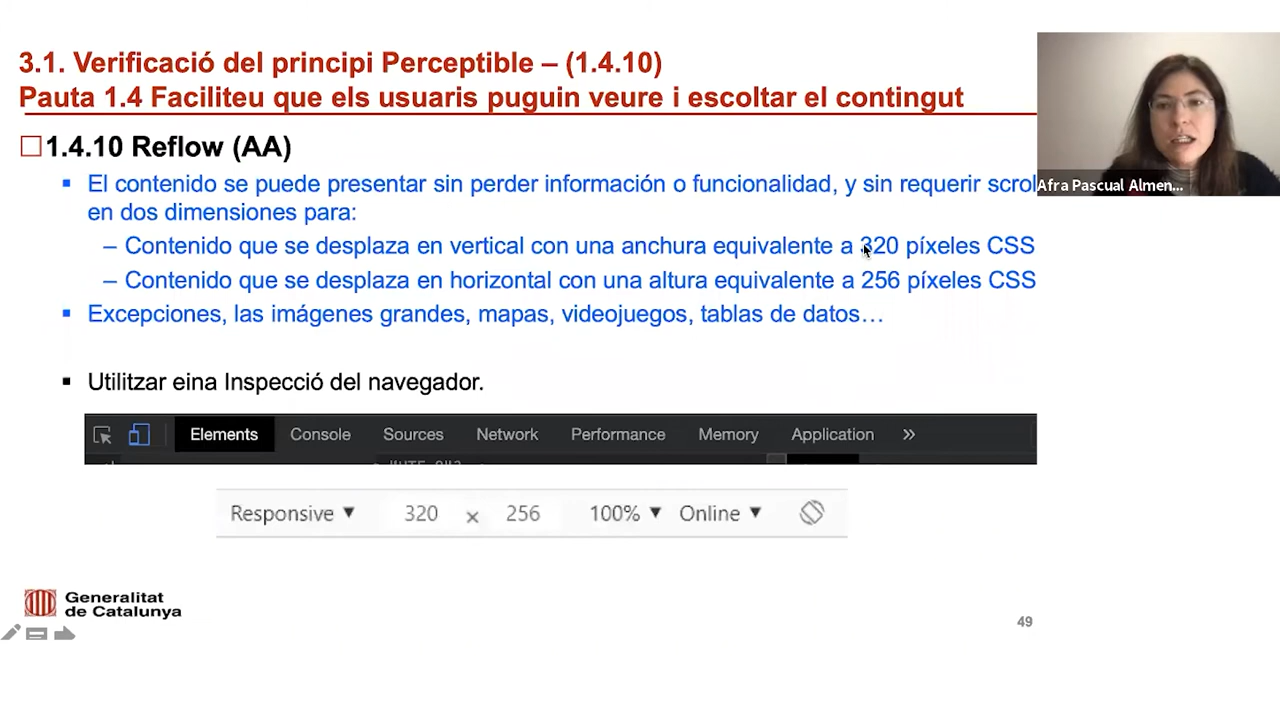 3.1. Verificació del principi Perceptible – (1.4.10)
Pauta 1.4 Faciliteu que els usuaris puguin veure i escoltar el contingut
1.4.10 Reflow (AA)
El contenido se puede presentar sin perder información o funcionalidad, y sin requerir scrol
en dos dimensiones para:
– Contenido que se desplaza en vertical con una anchura equivalente a 320 píxeles CSS
– Contenido que se desplaza en horizontal con una altura equivalente a 256 píxeles CSS
Excepciones, las imágenes grandes, mapas, videojuegos, tablas de datos…
Utilitzar eina Inspecció del navegador.
Elements Console Sources Network Performance Memory Application »
Responsive ▼ 320 × 256 100% ▼ Online ▼
Generalitat
de Catalunya
49
Afra Pascual Almen...